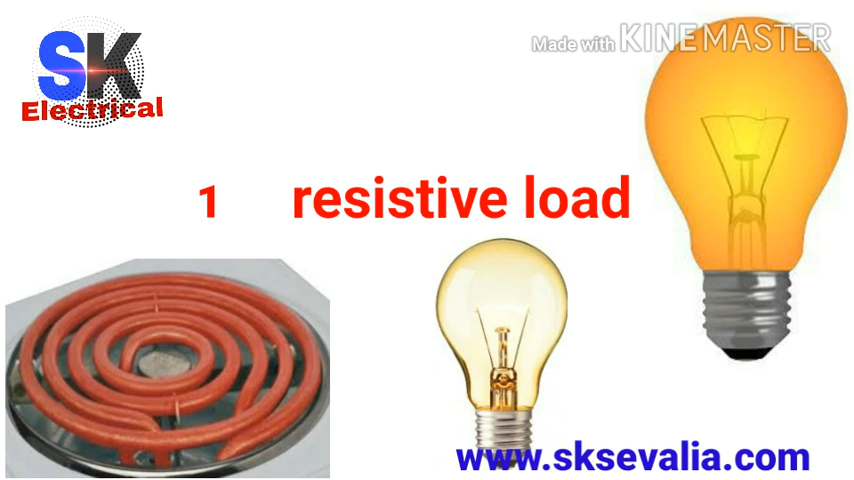 SK
Electrical
Made with KINEMASTER
1 resistive load
www.sksevalia.com